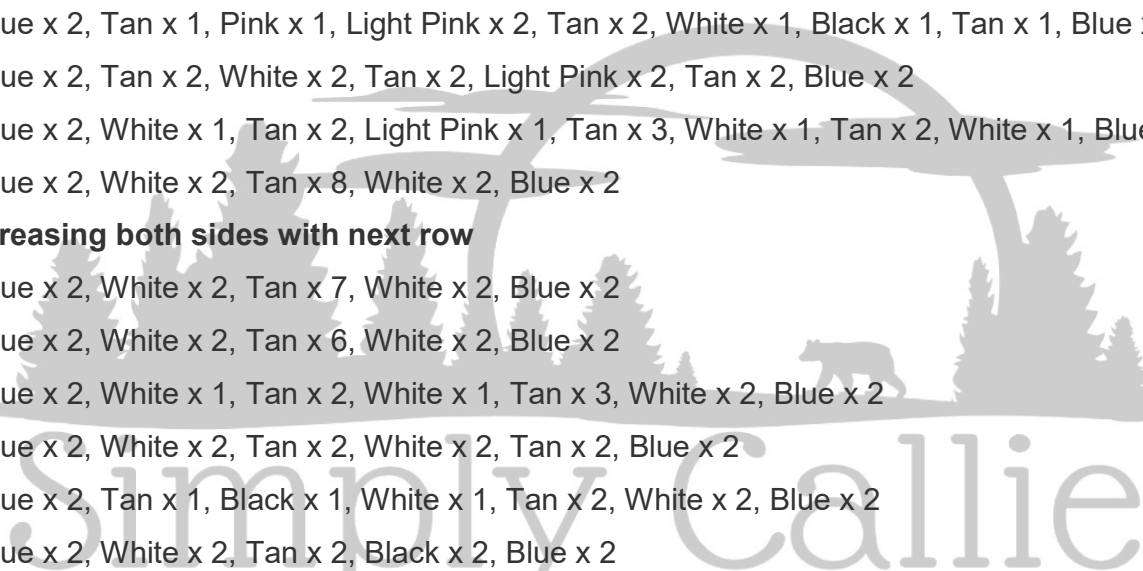 ue x 2, Tan x 1, Pink x 1, Light Pink x 2, Tan x 2, White x 1, Black x 1, Tan x 1, Blue
ue x 2, Tan x 2, White x 2, Tan x 2, Light Pink x 2, Tan x 2, Blue x 2
ue x 2, White x 1, Tan x 2, Light Pink x 1, Tan x 3, White x 1, Tan x 2, White x 1, Blu
ue x 2, White x 2, Tan x 8, White x 2, Blue x 2
reasing both sides with next row
ue x 2, White x 2, Tan x 7, White x 2, Blue x 2
ue x 2, White x 2, Tan x 6, White x 2, Blue x 2
ue x 2, White x 1, Tan x 2, White x 1, Tan x 3, White x 2, Blue x 2
ue x 2, White x 2, Tan x 2, White x 2, Tan x 2, Blue x 2
ue x 2, Tan x 1, Black x 1, White x 1, Tan x 2, White x 2, Blue x 2
ue x 2, White x 2, Tan x 2, Black x 2, Blue x 2
Simply Callie